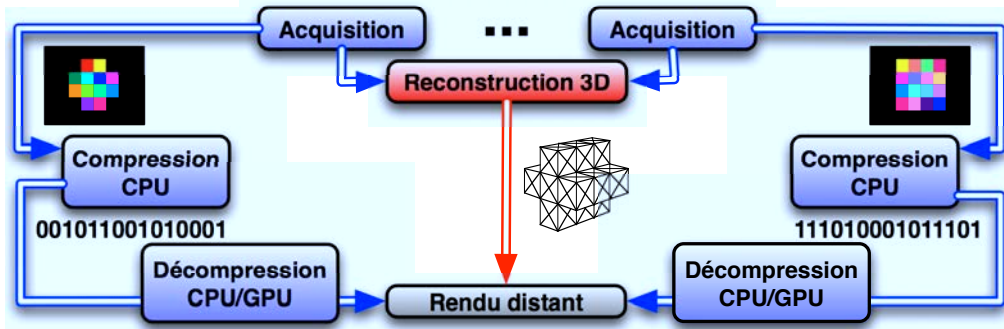 Acquisition
...
Acquisition
Reconstruction 3D
Compression
CPU
Compression
CPU
001011001010001
111010001011101
Décompression
CPU/GPU
Décompression
CPU/GPU
Rendu distant